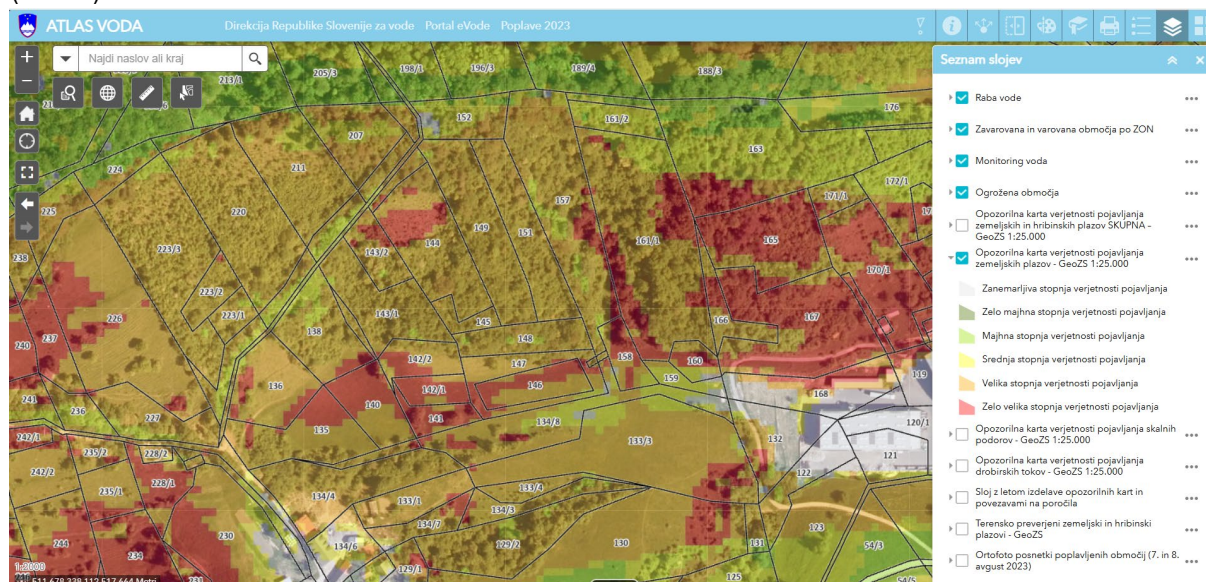 ATLAS VODA
Direkcija Republike Slovenije za vode Portal eVode Poplave 2023
Najdi naslov ali kraj
Seznam slojev
Raba vode
Zavarovana in varovana območja po ZON
Monitoring voda
Ogrožena območja
Opozorilna karta verjetnosti pojavljanja
zemeljskih in hribinskih plazov SKUPNA -
GeoZS 1:25.000
Opozorilna karta verjetnosti pojavljanja
zemeljskih plazov - GeoZS 1:25.000
Zanemarljiva stopnja verjetnosti pojavljanja
Zelo majhna stopnja verjetnosti pojavljanja
Majhna stopnja verjetnosti pojavljanja
Srednja stopnja verjetnosti pojavljanja
Velika stopnja verjetnosti pojavljanja
Zelo velika stopnja verjetnosti pojavljanja
Opozorilna karta verjetnosti pojavljanja skalnih
podorov - GeoZS 1:25.000
Opozorilna karta verjetnosti pojavljanja
drobirskih tokov - GeoZS 1:25.000
Sloj z letom izdelave opozorilnih kart in
povezavami na poročila
Terensko preverjeni zemeljski in hribinski
plazovi - GeoZS
Ortofoto posnetki poplavljenih območij (7. in 8.
avgust 2023)
213/1 205/3 198/1 196/3 189/4 188/3
152 161/2 176
207 163
224 211 172/1
225 220 157 171/1
149 151 161/1 165
223/3 143/2 144
238 170/1
223/2
226 223/1 143/1 145 166 167
138
240 237 148
142/2 147 158 160
136 146 159 119
241 142/1 168
236 227 140 141
134/8 120/1
242/1 135 133/3 132
235/2 228/2 121
242/2 122
235/1 228/1 134/4 133/1 133/4
134/3
134/7 123
244 230 130 131
234 134/6 129/2 54/3
1:2000
129/1 125
511.678,338 112.517,664 Metri